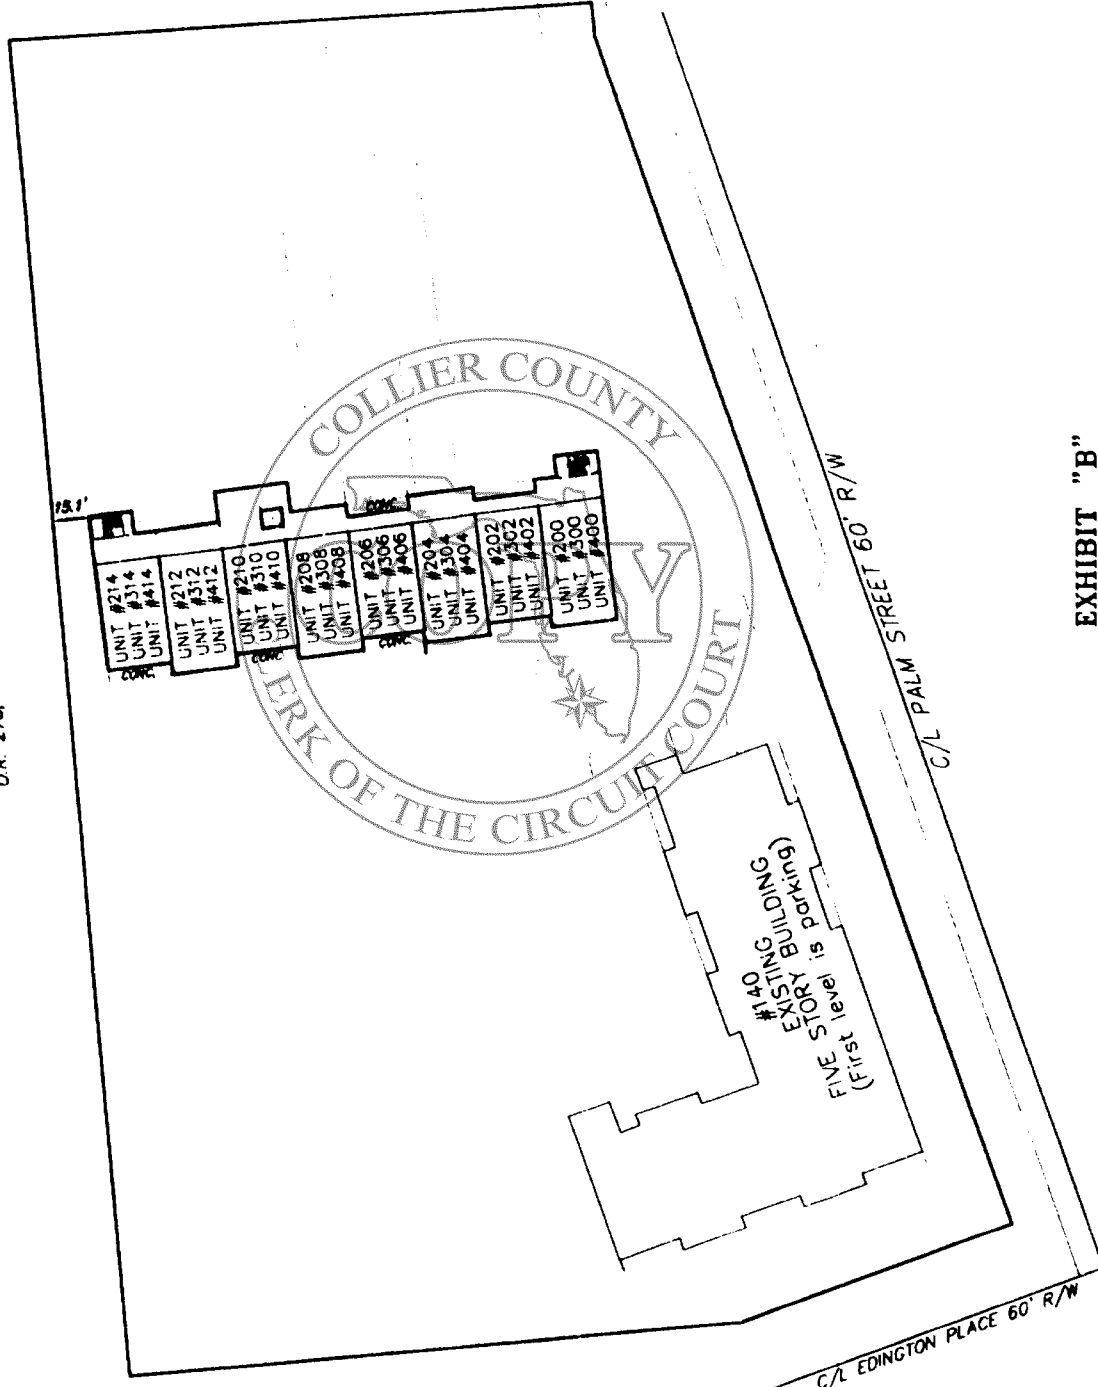 15.1'
UNIT #214
UNIT #314
UNIT #414
UNIT #212
UNIT #312
UNIT #412
UNIT #210
UNIT #310
UNIT #410
UNIT #208
UNIT #308
UNIT #408
UNIT #206
UNIT #306
UNIT #406
UNIT #204
UNIT #304
UNIT #404
UNIT #202
UNIT #302
UNIT #402
UNIT #200
UNIT #300
UNIT #400
CONC.
CONC.
CONC.
CONC.
COLLIER COUNTY
COPY
CLERK OF THE CIRCUIT COURT
#140
EXISTING
FIVE STORY BUILDING
(First level is parking)
C/L PALM STREET 60' R/W
C/L EDINGTON PLACE 60' R/W
EXHIBIT "B"